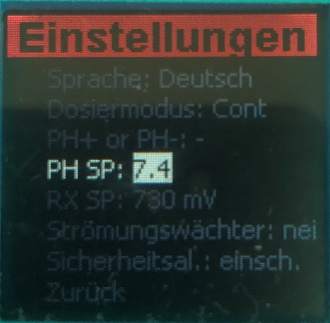 Einstellungen
Sprache: Deutsch
Dosiermodus: Cont
PH+ or PH-: -
PH SP: 7.4
RX SP: 730 mV
Strömungswächter: nei
Sicherheitsal.: einsch.
Zurück